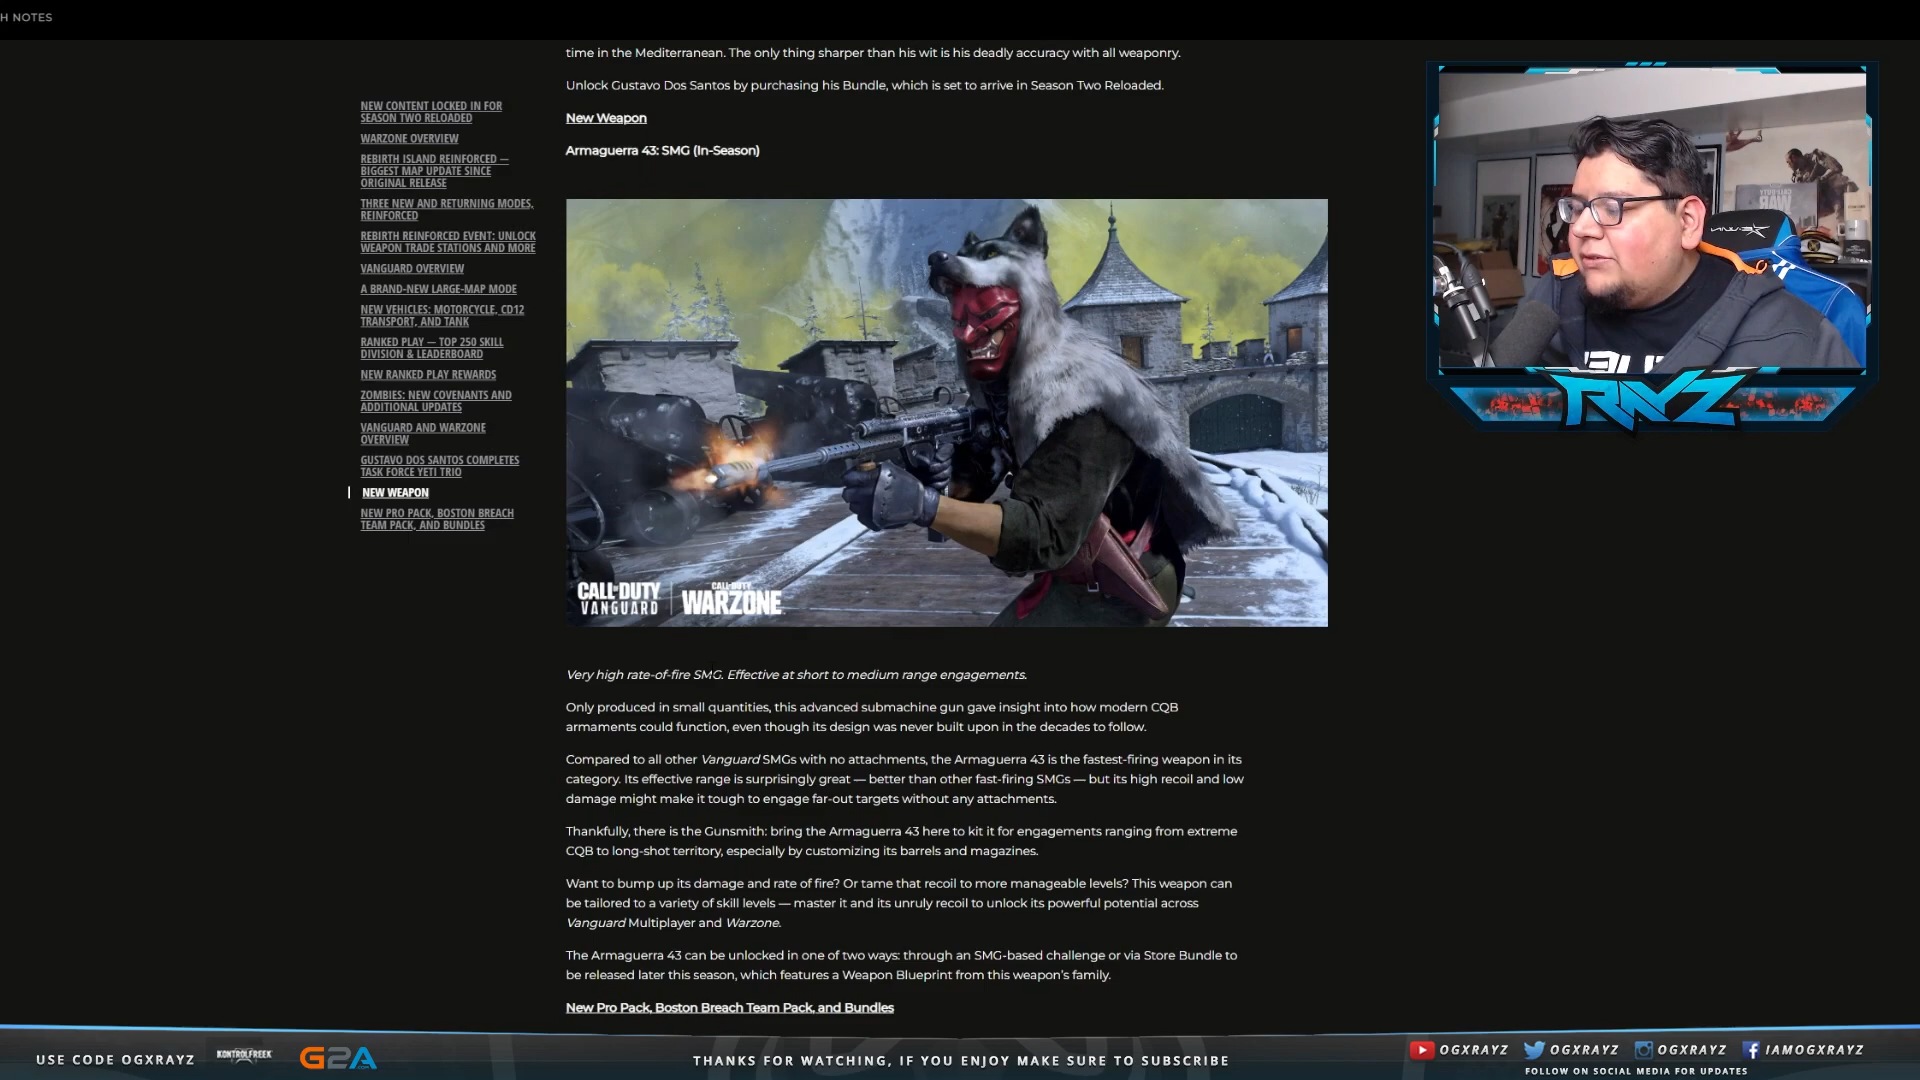 H NOTES
time in the Mediterranean. The only thing sharper than his wit is his deadly accuracy with all weaponry.
Unlock Gustavo Dos Santos by purchasing his Bundle, which is set to arrive in Season Two Reloaded.
New Weapon
Armaguerra 43: SMG (In-Season)
NEW CONTENT LOCKED IN FOR
SEASON TWO RELOADED
WARZONE OVERVIEW
REBIRTH ISLAND REINFORCED —
BIGGEST MAP UPDATE SINCE
ORIGINAL RELEASE
THREE NEW AND RETURNING MODES,
REINFORCED
REBIRTH REINFORCED EVENT: UNLOCK
WEAPON TRADE STATIONS AND MORE
VANGUARD OVERVIEW
A BRAND-NEW LARGE-MAP MODE
NEW VEHICLES: MOTORCYCLE, CD12
TRANSPORT, AND TANK
RANKED PLAY — TOP 250 SKILL
DIVISION & LEADERBOARD
NEW RANKED PLAY REWARDS
ZOMBIES: NEW COVENANTS AND
ADDITIONAL UPDATES
VANGUARD AND WARZONE
OVERVIEW
GUSTAVO DOS SANTOS COMPLETES
TASK FORCE YETI TRIO
NEW WEAPON
NEW PRO PACK, BOSTON BREACH
TEAM PACK, AND BUNDLES
CALL OF DUTY
VANGUARD
CALL OF DUTY
WARZONE
RAYZ
Very high rate-of-fire SMG. Effective at short to medium range engagements.
Only produced in small quantities, this advanced submachine gun gave insight into how modern CQB
armaments could function, even though its design was never built upon in the decades to follow.
Compared to all other Vanguard SMGs with no attachments, the Armaguerra 43 is the fastest-firing weapon in its
category. Its effective range is surprisingly great — better than other fast-firing SMGs — but its high recoil and low
damage might make it tough to engage far-out targets without any attachments.
Thankfully, there is the Gunsmith: bring the Armaguerra 43 here to kit it for engagements ranging from extreme
CQB to long-shot territory, especially by customizing its barrels and magazines.
Want to bump up its damage and rate of fire? Or tame that recoil to more manageable levels? This weapon can
be tailored to a variety of skill levels — master it and its unruly recoil to unlock its powerful potential across
Vanguard Multiplayer and Warzone.
The Armaguerra 43 can be unlocked in one of two ways: through an SMG-based challenge or via Store Bundle to
be released later this season, which features a Weapon Blueprint from this weapon's family.
New Pro Pack, Boston Breach Team Pack, and Bundles
USE CODE OGXRAYZ
KONTROLFREEK
G2A
THANKS FOR WATCHING, IF YOU ENJOY MAKE SURE TO SUBSCRIBE
OGXRAYZ
OGXRAYZ
OGXRAYZ
IAMOGXRAYZ
FOLLOW ON SOCIAL MEDIA FOR UPDATES